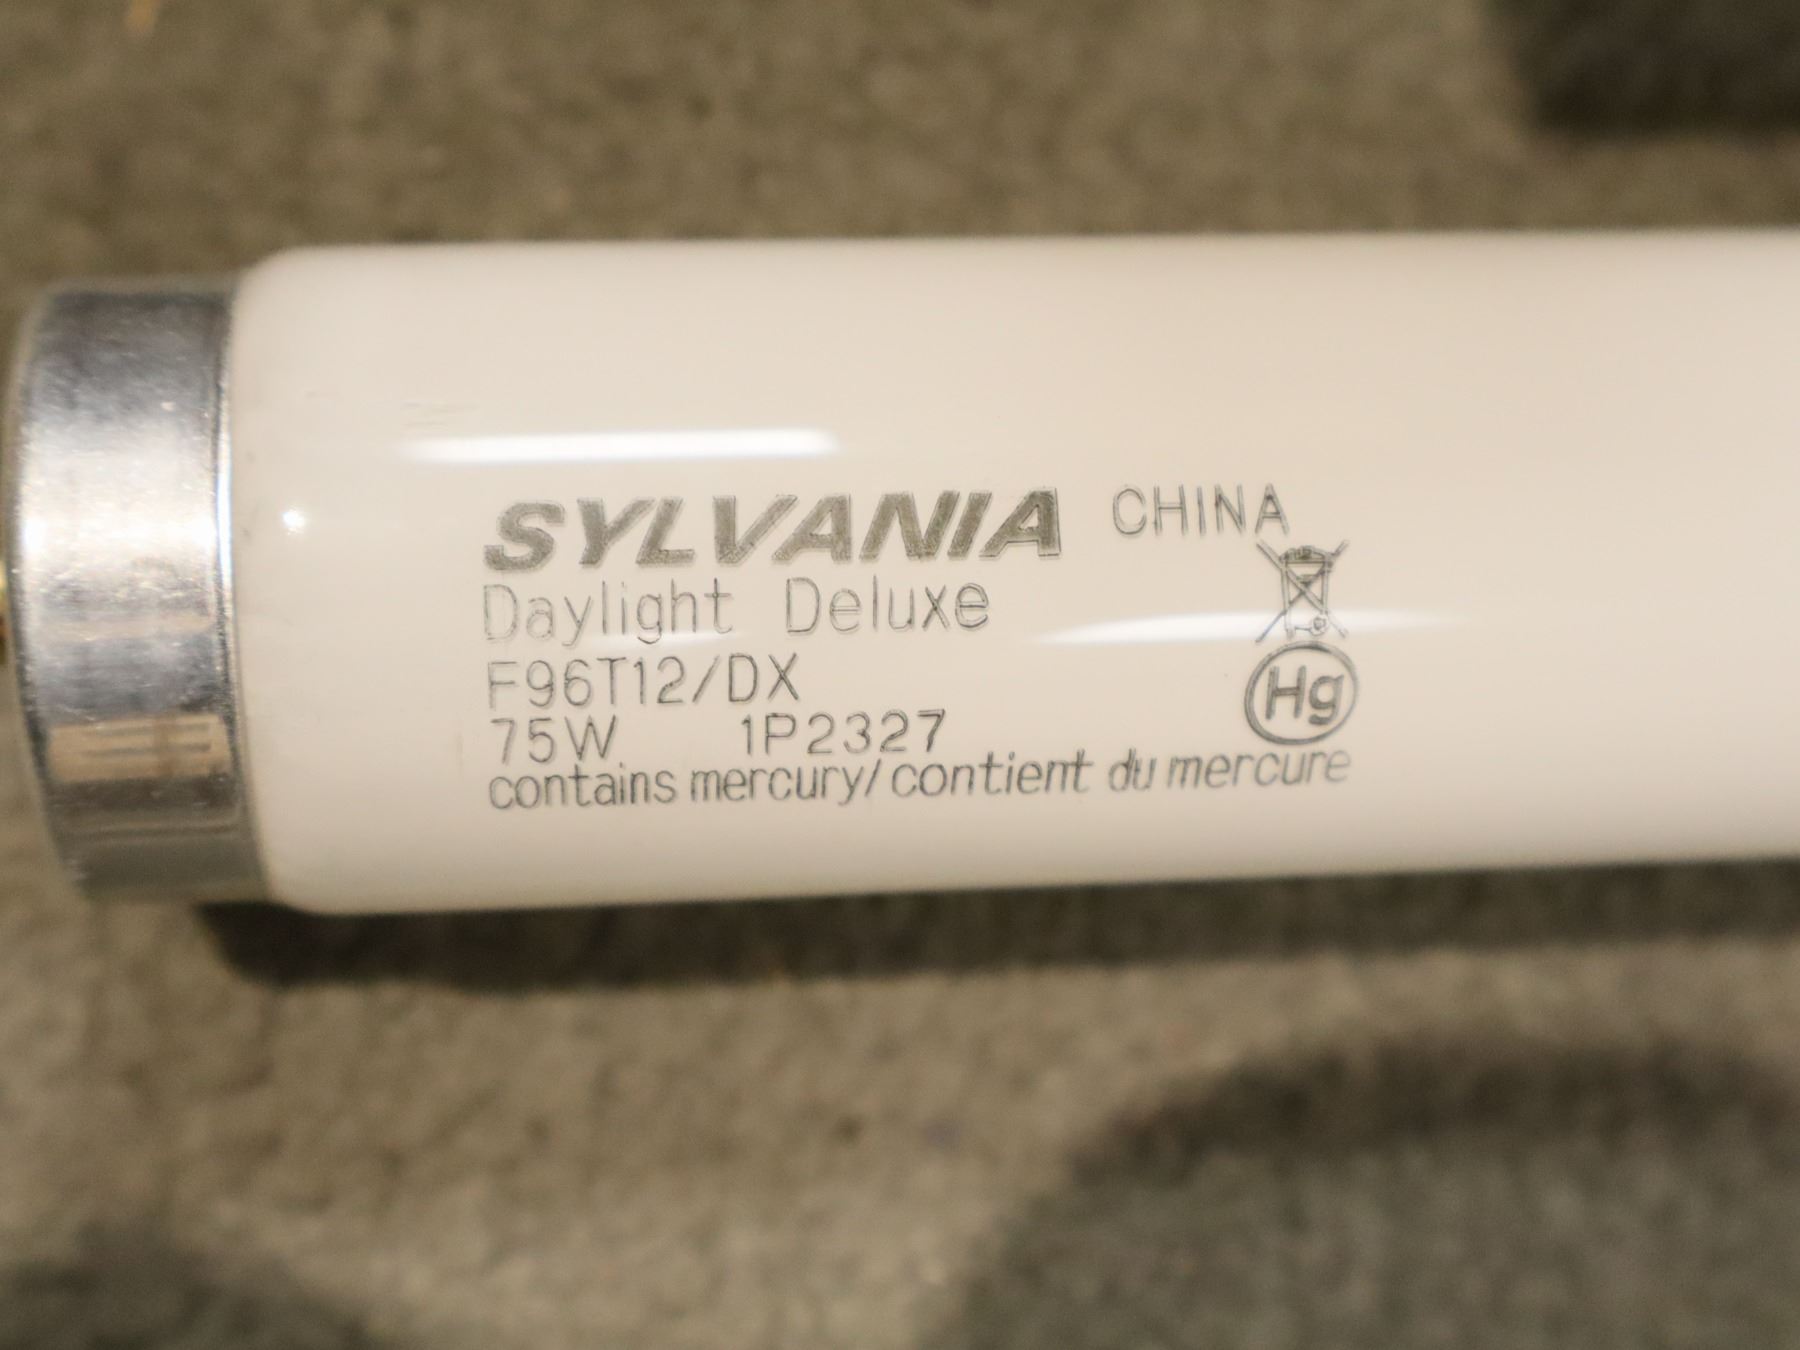 SYLVANIA CHINA
Daylight Deluxe
F96T12/DX
75W 1P2327
Hg
contains mercury/contient du mercure